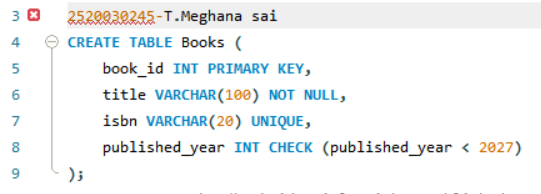 3 2520030245-T.Meghana sai
4 CREATE TABLE Books (
5 book_id INT PRIMARY KEY,
6 title VARCHAR(100) NOT NULL,
7 isbn VARCHAR(20) UNIQUE,
8 published_year INT CHECK (published_year < 2027)
9 );